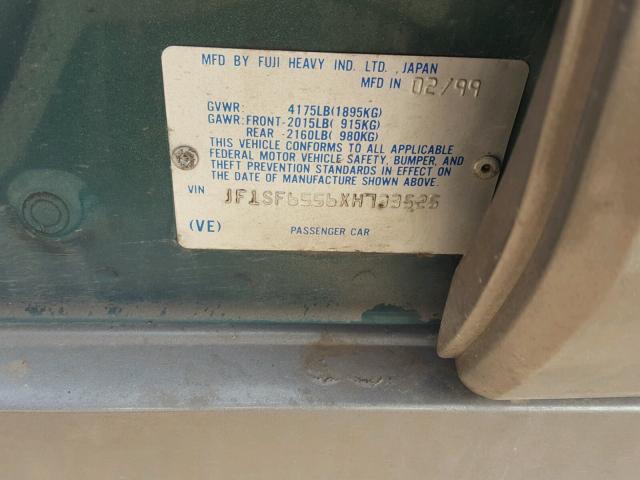 MFD BY FUJI HEAVY IND. LTD. ,JAPAN
MFD IN 02/99
GVWR: 4175LB(1895KG)
GAWR:FRONT-2015LB( 915KG)
REAR -2160LB( 980KG)
THIS VEHICLE CONFORMS TO ALL APPLICABLE
FEDERAL MOTOR VEHICLE SAFETY, BUMPER, AND
THEFT PREVENTION STANDARDS IN EFFECT ON
THE DATE OF MANUFACTURE SHOWN ABOVE.
VIN JF1SF6556XH733525
(VE) PASSENGER CAR